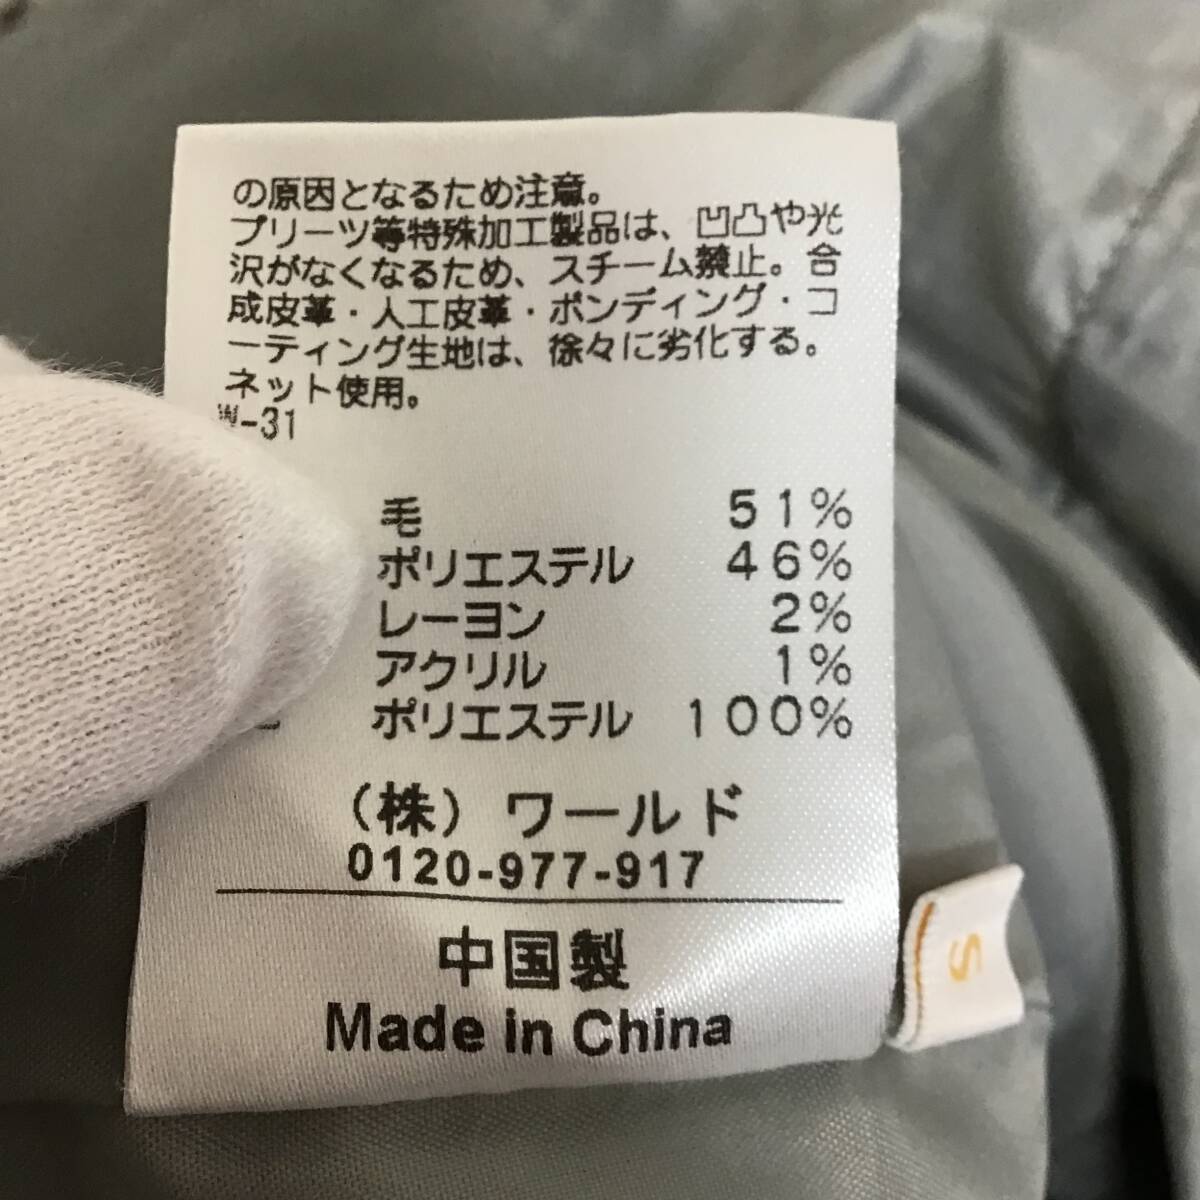 の原因となるため注意。
プリーツ等特殊加工製品は、凹凸や光
沢がなくなるため、スチーム禁止。合
成皮革・人工皮革・ボンディング・コ
ーティング生地は、徐々に劣化する。
ネット使用。
W-31
毛 51%
ポリエステル 46%
レーヨン 2%
アクリル 1%
ポリエステル 100%
（株）ワールド
0120-977-917
中国製
Made in China
S